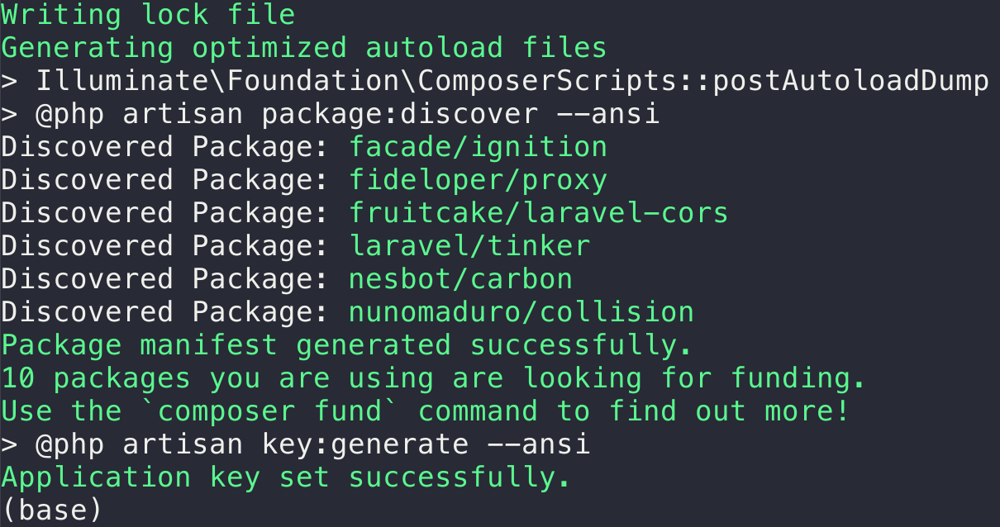 Writing lock file
Generating optimized autoload files
> Illuminate\Foundation\ComposerScripts::postAutoloadDump
> @php artisan package:discover --ansi
Discovered Package: facade/ignition
Discovered Package: fideloper/proxy
Discovered Package: fruitcake/laravel-cors
Discovered Package: laravel/tinker
Discovered Package: nesbot/carbon
Discovered Package: nunomaduro/collision
Package manifest generated successfully.
10 packages you are using are looking for funding.
Use the `composer fund` command to find out more!
> @php artisan key:generate --ansi
Application key set successfully.
(base)